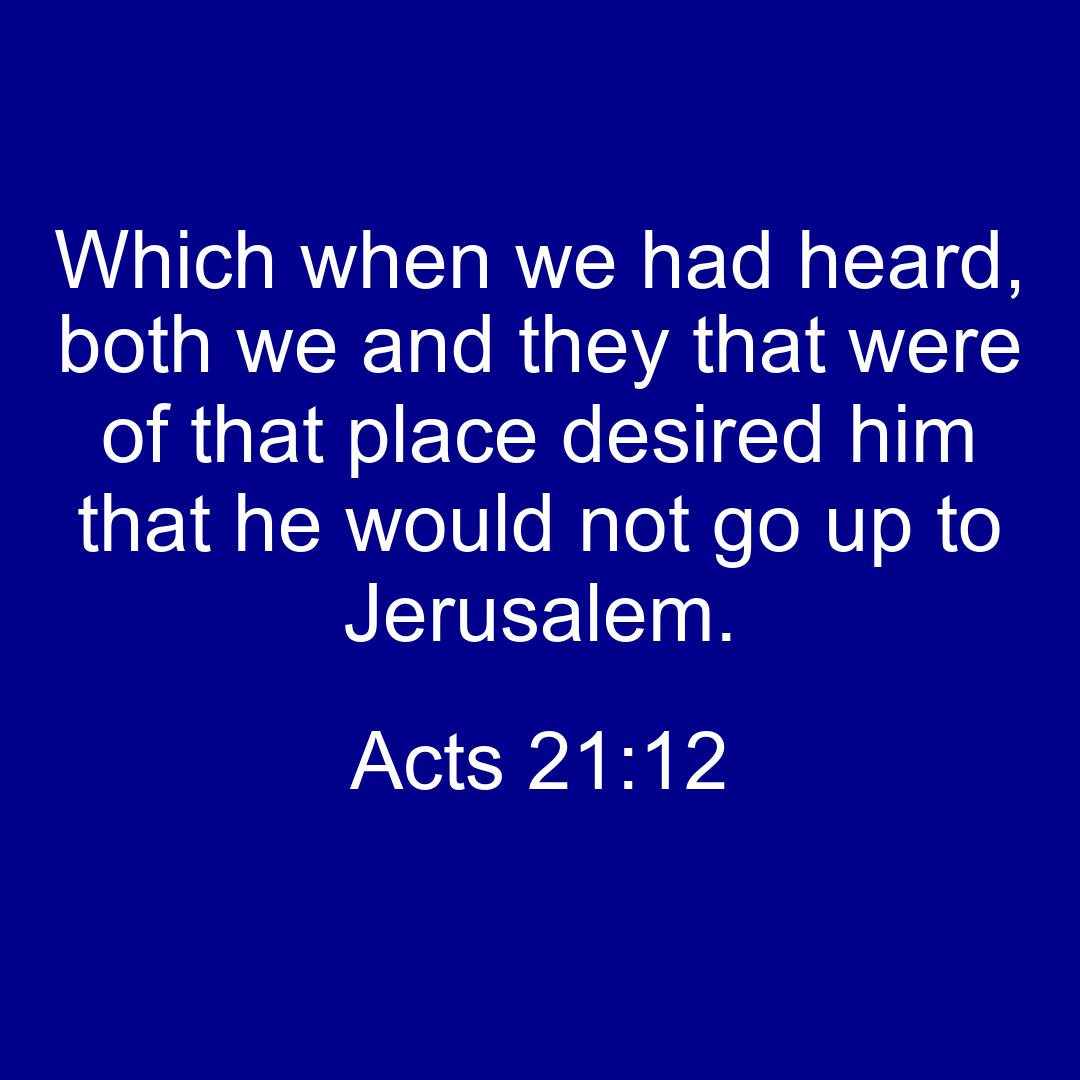 Which when we had heard,
both we and they that were
of that place desired him
that he would not go up to
Jerusalem.
Acts 21:12